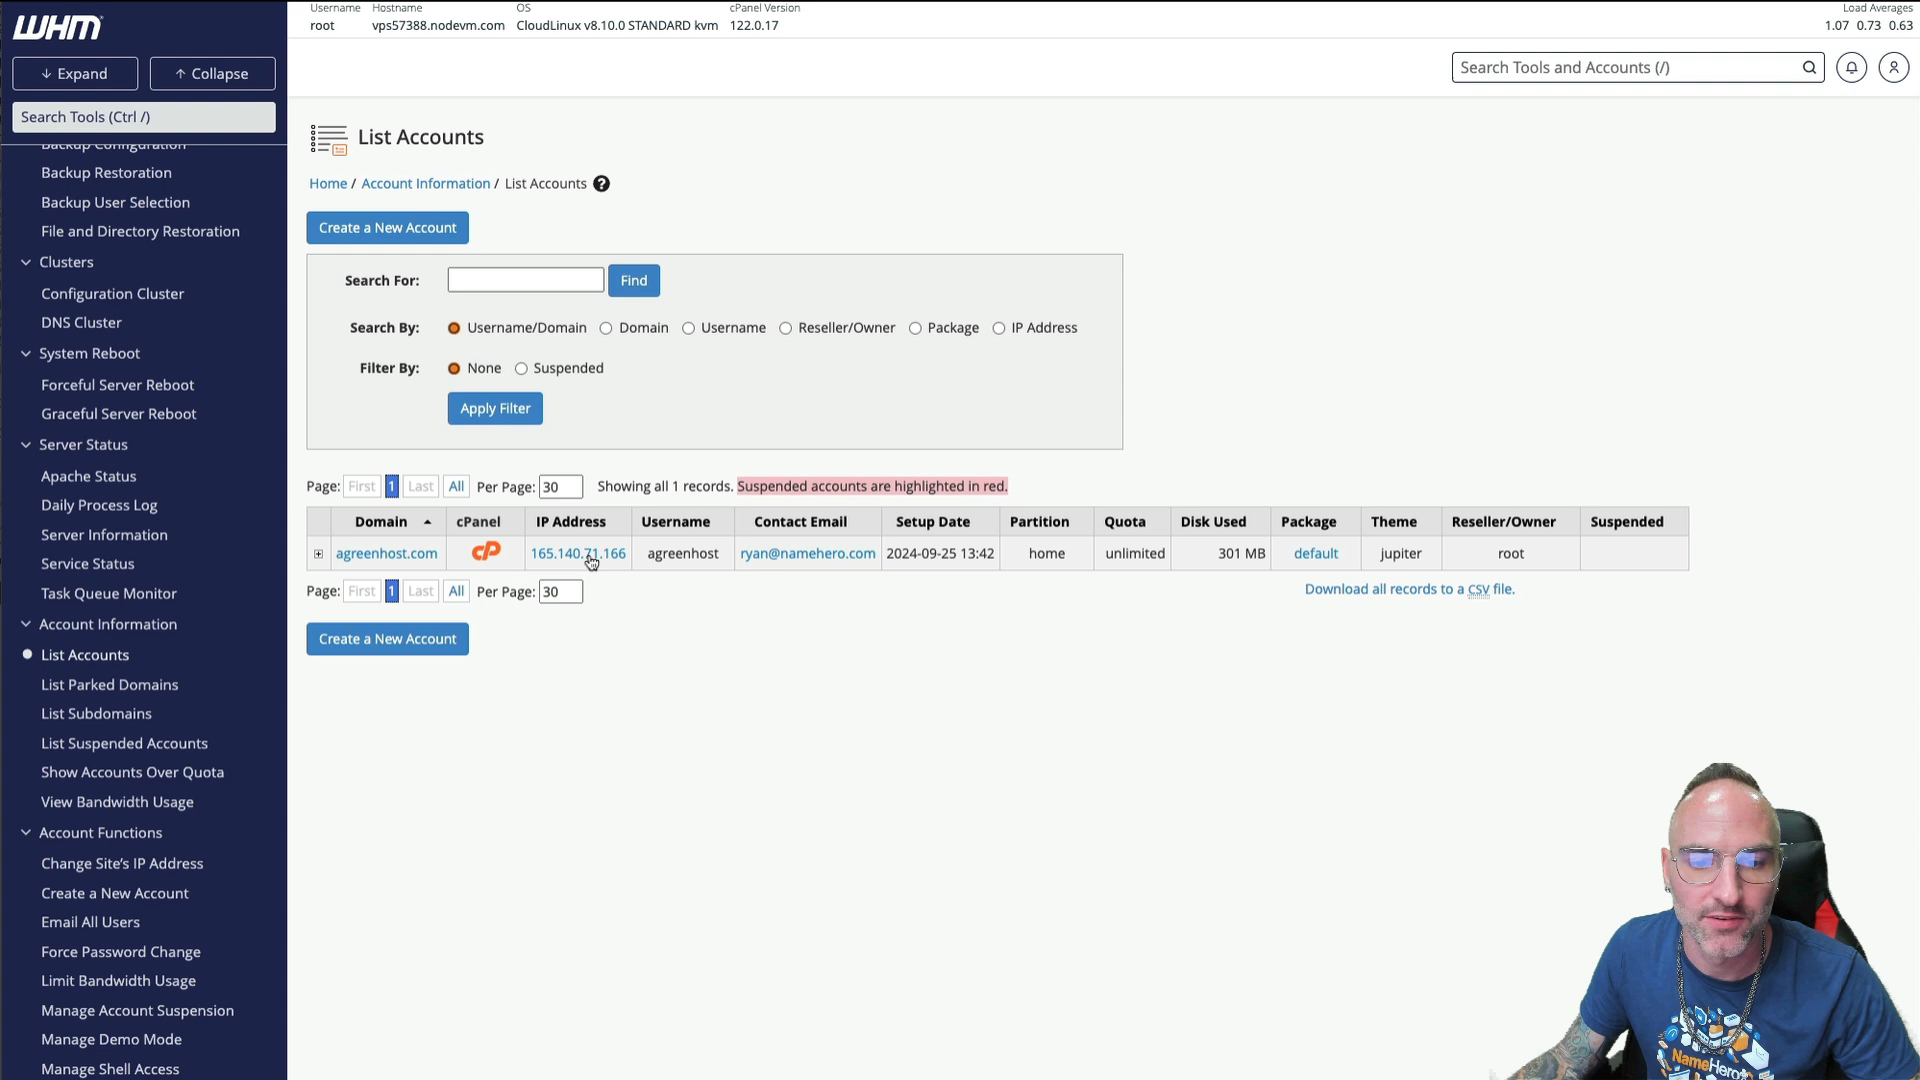 WHM
Username Hostname OS cPanel Version Load Averages
root vps57388.nodevm.com CloudLinux v8.10.0 STANDARD kvm 122.0.17 1.07 0.73 0.63
↓ Expand ↑ Collapse
Search Tools and Accounts (/)
Search Tools (Ctrl /)
Backup Configuration
Backup Restoration
Backup User Selection
File and Directory Restoration
Clusters
Configuration Cluster
DNS Cluster
System Reboot
Forceful Server Reboot
Graceful Server Reboot
Server Status
Apache Status
Daily Process Log
Server Information
Service Status
Task Queue Monitor
Account Information
List Accounts
List Parked Domains
List Subdomains
List Suspended Accounts
Show Accounts Over Quota
View Bandwidth Usage
Account Functions
Change Site's IP Address
Create a New Account
Email All Users
Force Password Change
Limit Bandwidth Usage
Manage Account Suspension
Manage Demo Mode
Manage Shell Access
List Accounts
Home / Account Information / List Accounts ?
Create a New Account
Search For: Find
Search By: Username/Domain Domain Username Reseller/Owner Package IP Address
Filter By: None Suspended
Apply Filter
Page: First 1 Last All Per Page: 30 Showing all 1 records. Suspended accounts are highlighted in red.
Domain cPanel IP Address Username Contact Email Setup Date Partition Quota Disk Used Package Theme Reseller/Owner Suspended
agreenhost.com cP 165.140.71.166 agreenhost ryan@namehero.com 2024-09-25 13:42 home unlimited 301 MB default jupiter root
Page: First 1 Last All Per Page: 30 Download all records to a CSV file.
Create a New Account
NameHero